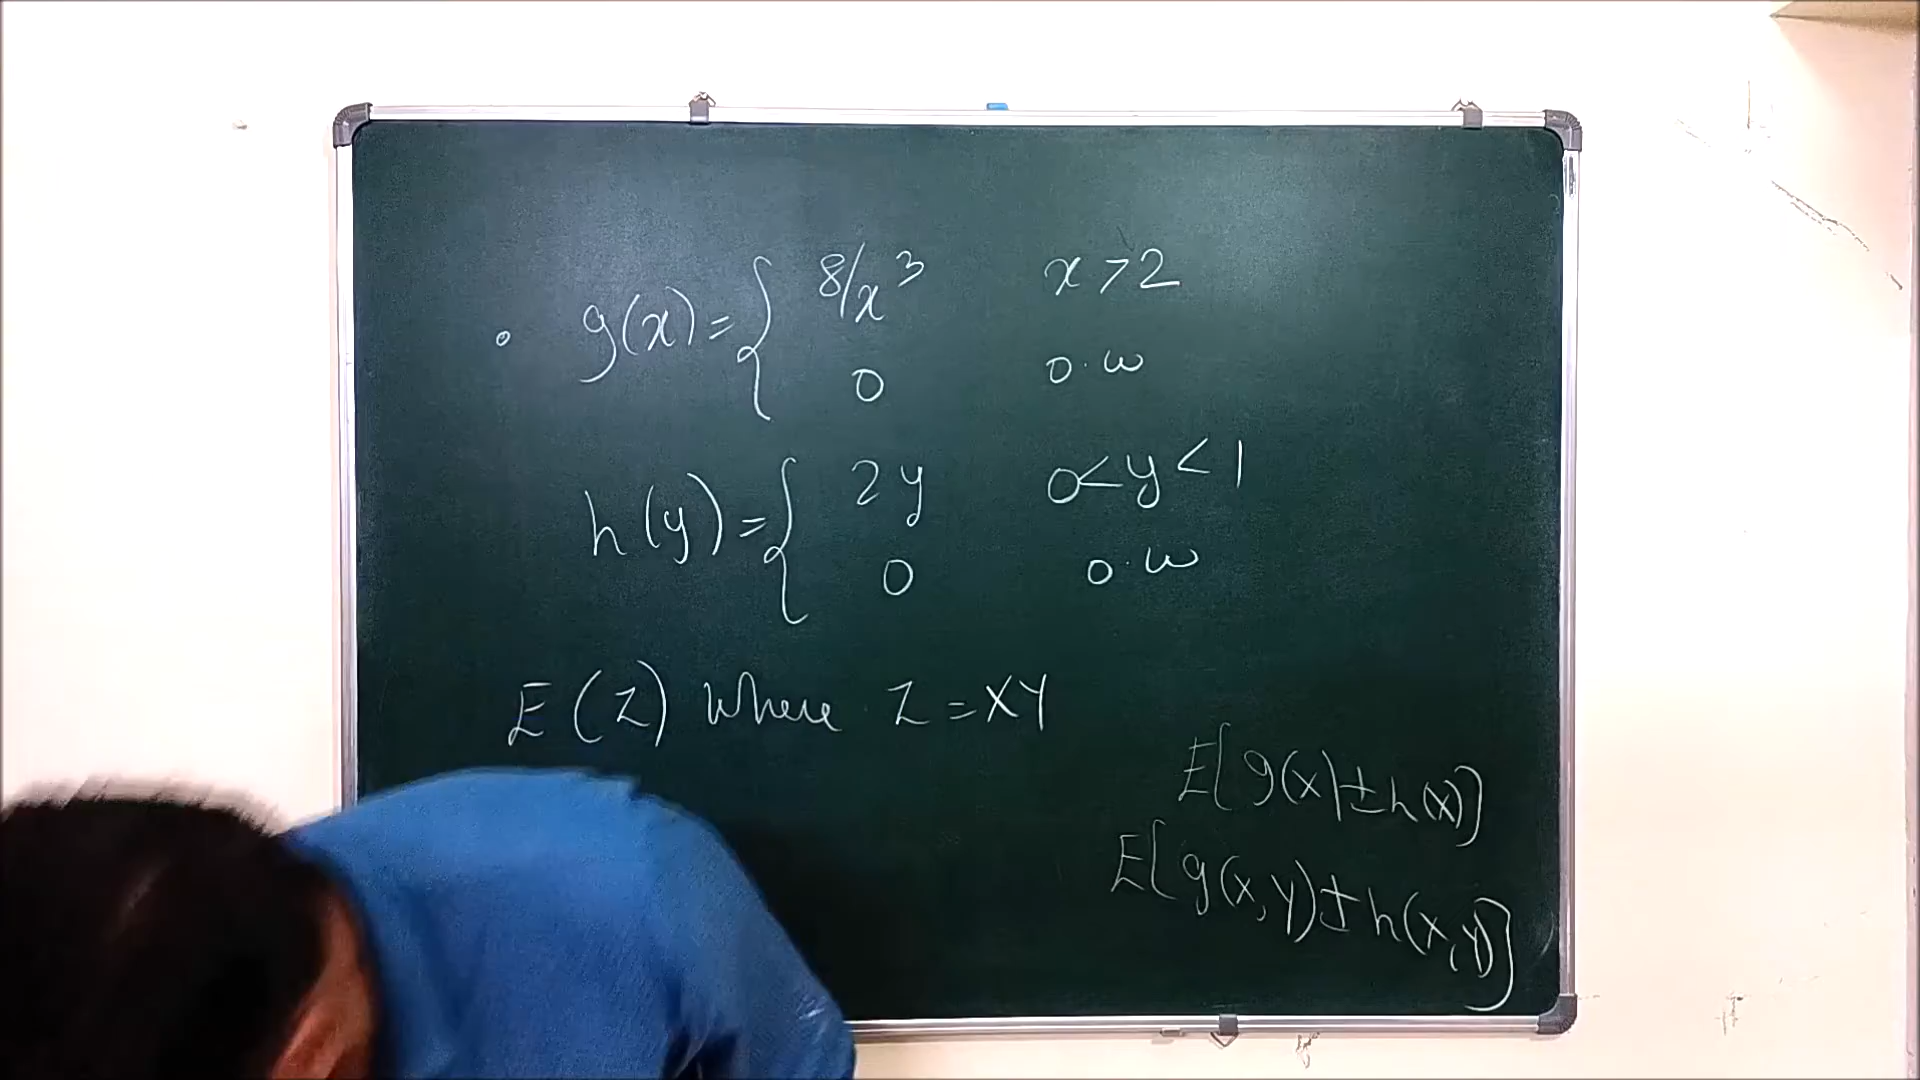 • g(x) = { 8/x³ x > 2
0 o.w
h(y) = { 2y 0<y<1
0 o.w
E(Z) where Z = XY
E[g(x)±h(x)]
E[g(x,y)±h(x,y)]